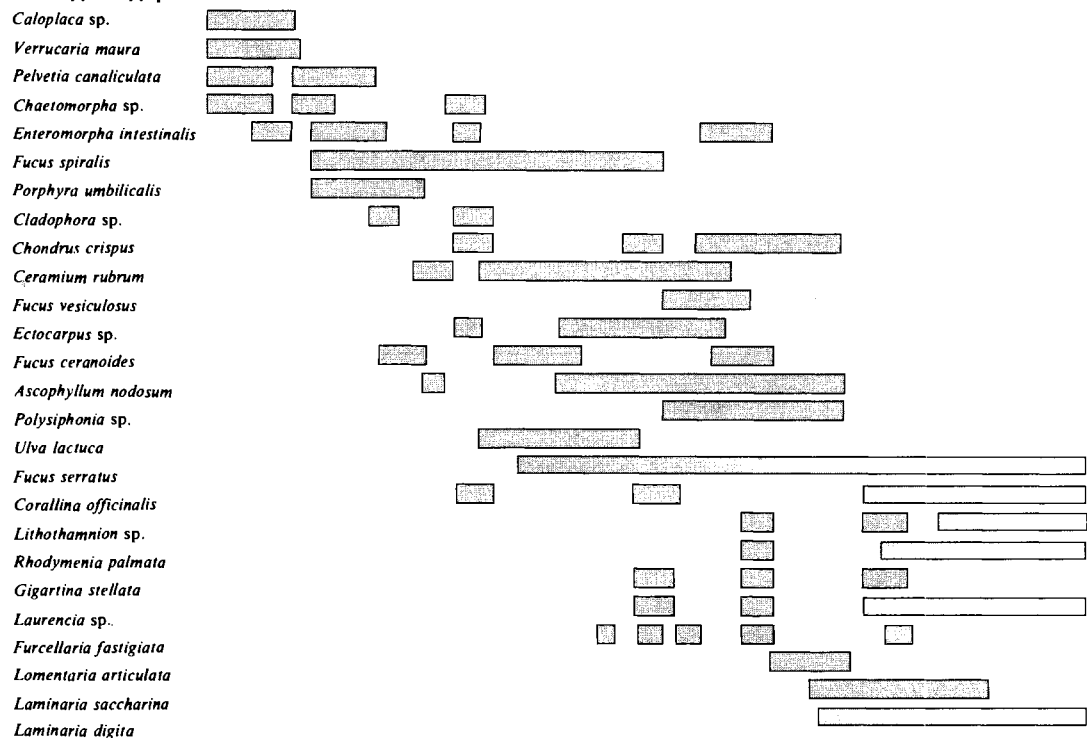 Caloplaca sp.
Verrucaria maura
Pelvetia canaliculata
Chaetomorpha sp.
Enteromorpha intestinalis
Fucus spiralis
Porphyra umbilicalis
Cladophora sp.
Chondrus crispus
Ceramium rubrum
Fucus vesiculosus
Ectocarpus sp.
Fucus ceranoides
Ascophyllum nodosum
Polysiphonia sp.
Ulva lactuca
Fucus serratus
Corallina officinalis
Lithothamnion sp.
Rhodymenia palmata
Gigartina stellata
Laurencia sp.
Furcellaria fastigiata
Lomentaria articulata
Laminaria saccharina
Laminaria digita